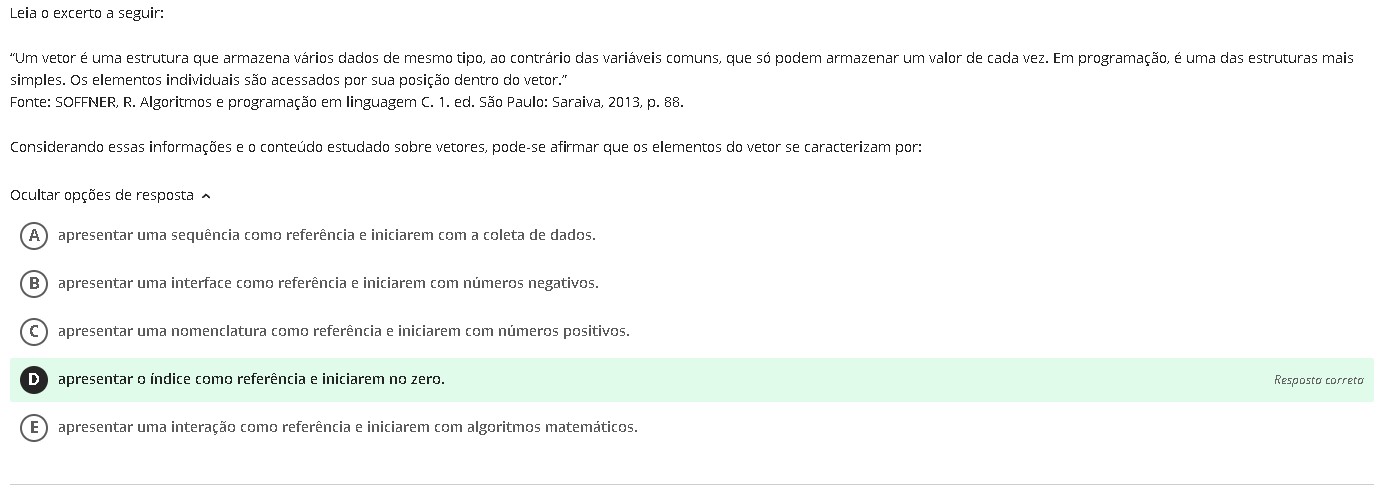 Leia o excerto a seguir:
“Um vetor é uma estrutura que armazena vários dados de mesmo tipo, ao contrário das variáveis comuns, que só podem armazenar um valor de cada vez. Em programação, é uma das estruturas mais
simples. Os elementos individuais são acessados por sua posição dentro do vetor.”
Fonte: SOFFNER, R. Algoritmos e programação em linguagem C. 1. ed. São Paulo: Saraiva, 2013, p. 88.
Considerando essas informações e o conteúdo estudado sobre vetores, pode-se afirmar que os elementos do vetor se caracterizam por:
Ocultar opções de resposta
A apresentar uma sequência como referência e iniciarem com a coleta de dados.
B apresentar uma interface como referência e iniciarem com números negativos.
C apresentar uma nomenclatura como referência e iniciarem com números positivos.
D apresentar o índice como referência e iniciarem no zero. Resposta correta
E apresentar uma interação como referência e iniciarem com algoritmos matemáticos.